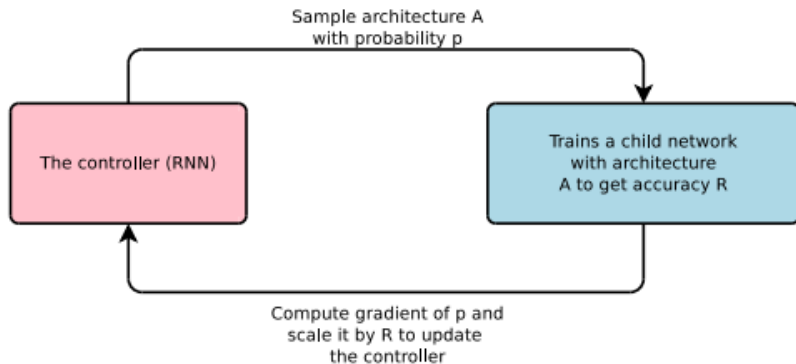 Sample architecture A
with probability p
The controller (RNN)
Trains a child network
with architecture
A to get accuracy R
Compute gradient of p and
scale it by R to update
the controller